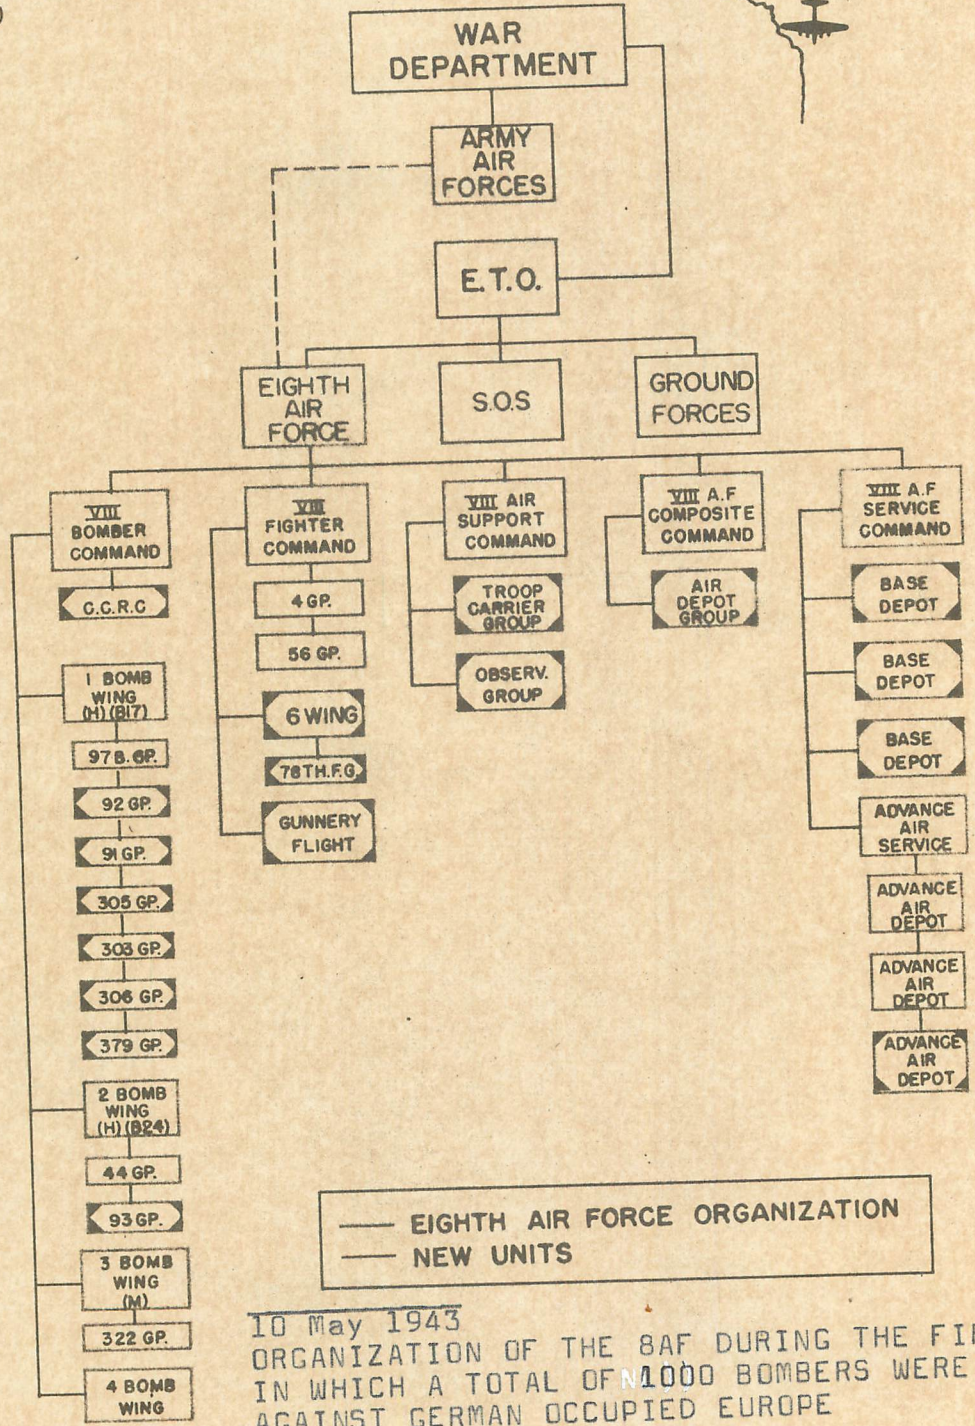 WAR
DEPARTMENT
ARMY
AIR
FORCES
E.T.O.
EIGHTH
AIR
FORCE
S.O.S
GROUND
FORCES
VIII
BOMBER
COMMAND
C.C.R.C
1 BOMB
WING
(H)(B17)
97 B. GP.
92 GP.
91 GP.
305 GP.
303 GP.
306 GP.
379 GP.
2 BOMB
WING
(H)(B24)
44 GP.
93 GP.
3 BOMB
WING
(M)
322 GP.
4 BOMB
WING
VIII
FIGHTER
COMMAND
4 GP.
56 GP.
6 WING
78TH.F.G.
GUNNERY
FLIGHT
VIII AIR
SUPPORT
COMMAND
TROOP
CARRIER
GROUP
OBSERV.
GROUP
VIII A.F
COMPOSITE
COMMAND
AIR
DEPOT
GROUP
VIII A.F
SERVICE
COMMAND
BASE
DEPOT
BASE
DEPOT
BASE
DEPOT
ADVANCE
AIR
SERVICE
ADVANCE
AIR
DEPOT
ADVANCE
AIR
DEPOT
ADVANCE
AIR
DEPOT
EIGHTH AIR FORCE ORGANIZATION
NEW UNITS
10 May 1943
ORGANIZATION OF THE 8AF DURING THE
IN WHICH A TOTAL OF 1000 BOMBERS WERE
AGAINST GERMAN OCCUPIED EUROPE